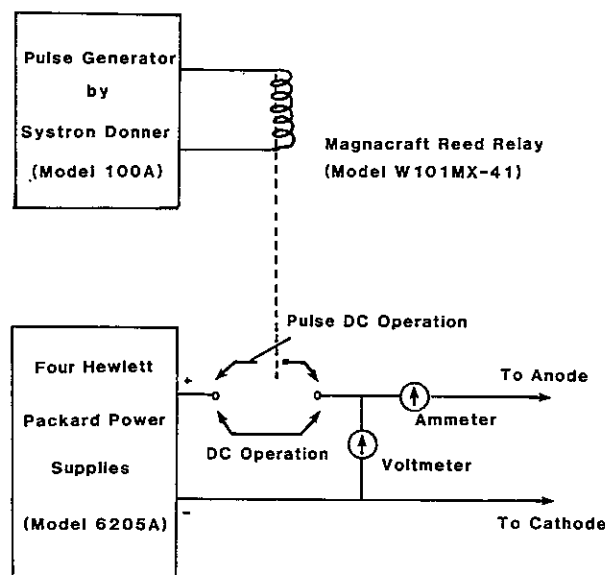 Pulse Generator
by
Systron Donner
(Model 100A)
Magnacraft Reed Relay
(Model W101MX-41)
Pulse DC Operation
Four Hewlett
Packard Power
Supplies
(Model 6205A)
+
-
DC Operation
To Anode
Ammeter
Voltmeter
To Cathode